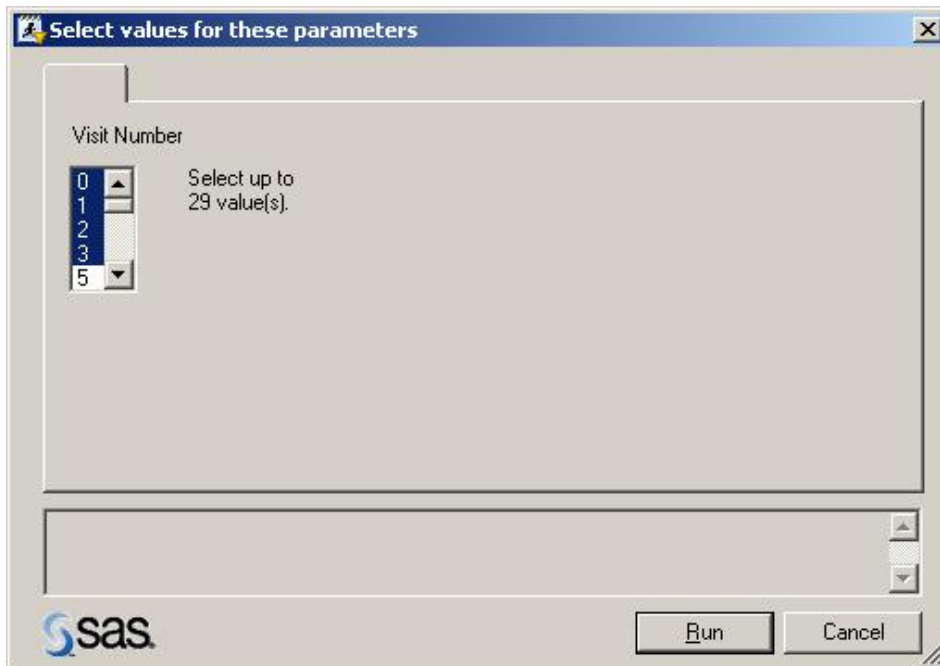 Select values for these parameters
Visit Number
0
1
2
3
5
Select up to
29 value(s).
sas.
Run
Cancel